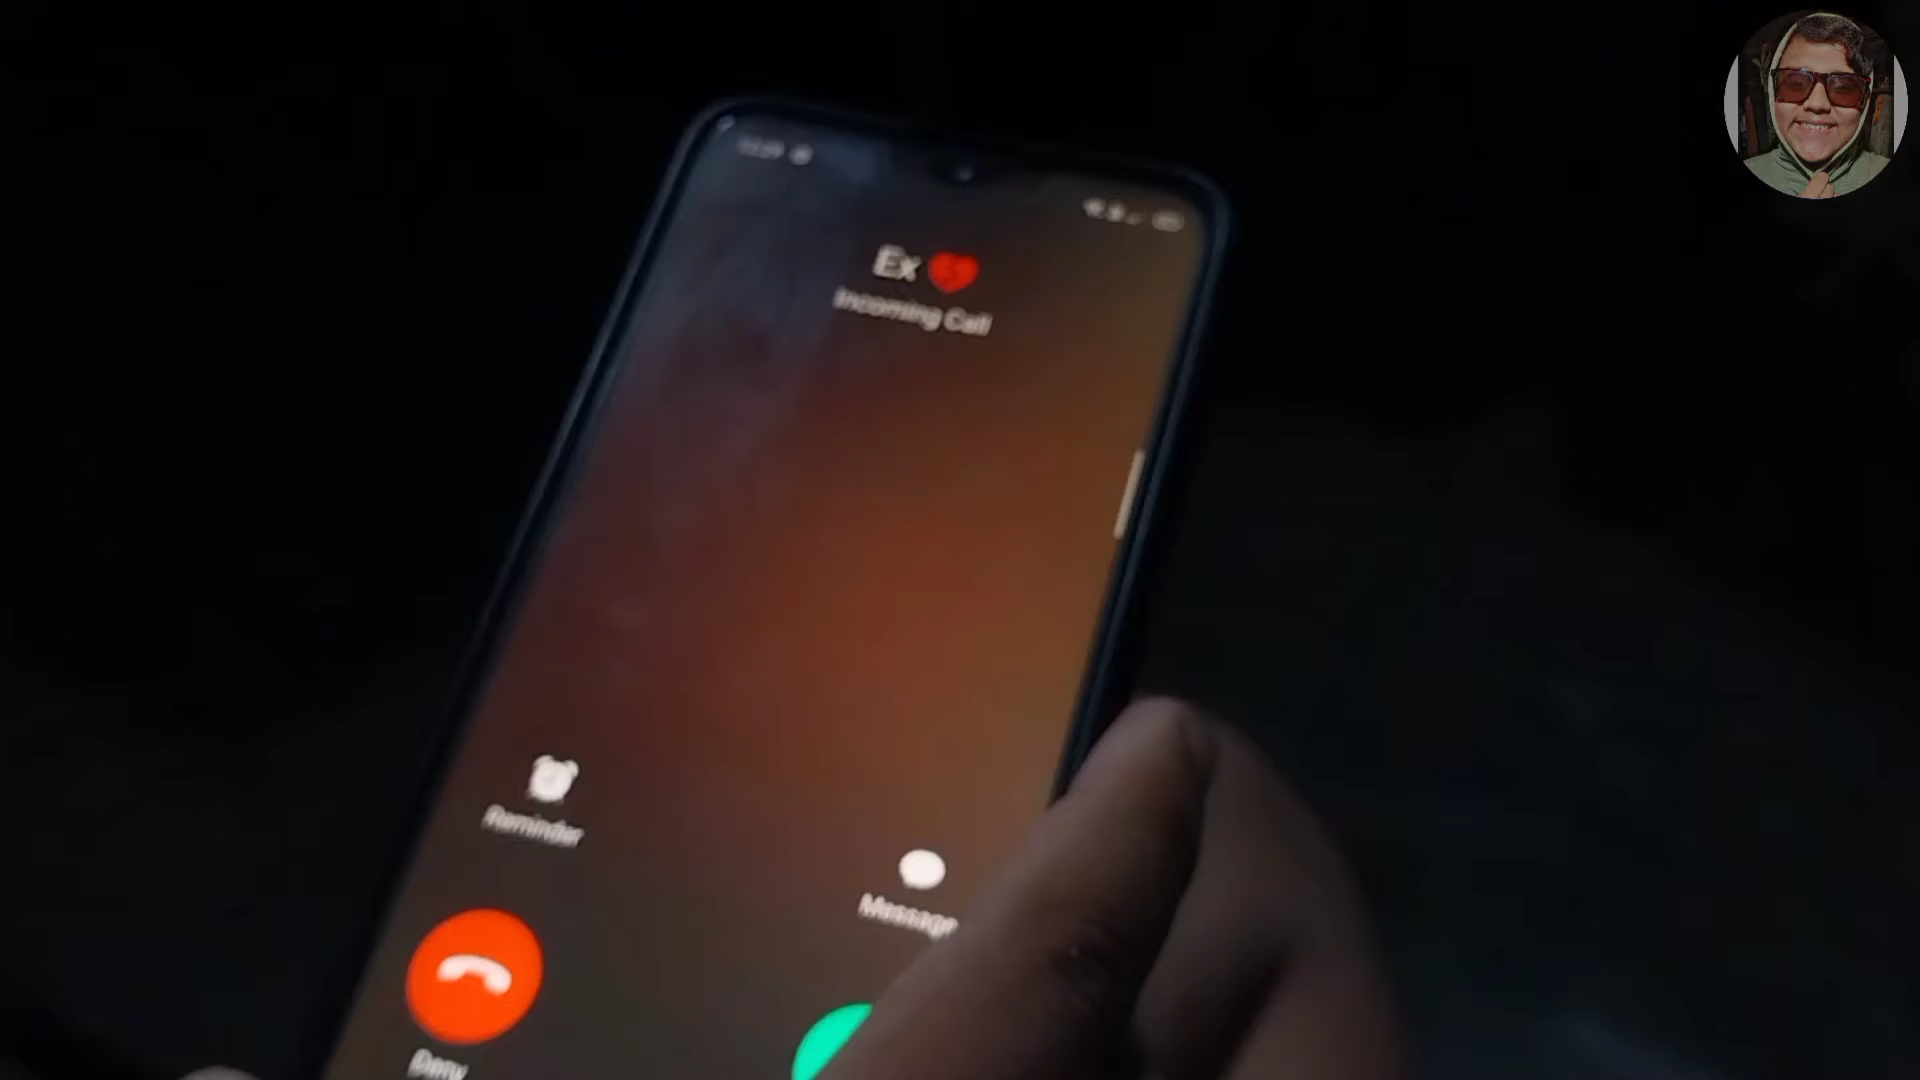 Ex
Incoming Call
Reminder
Message
Deny